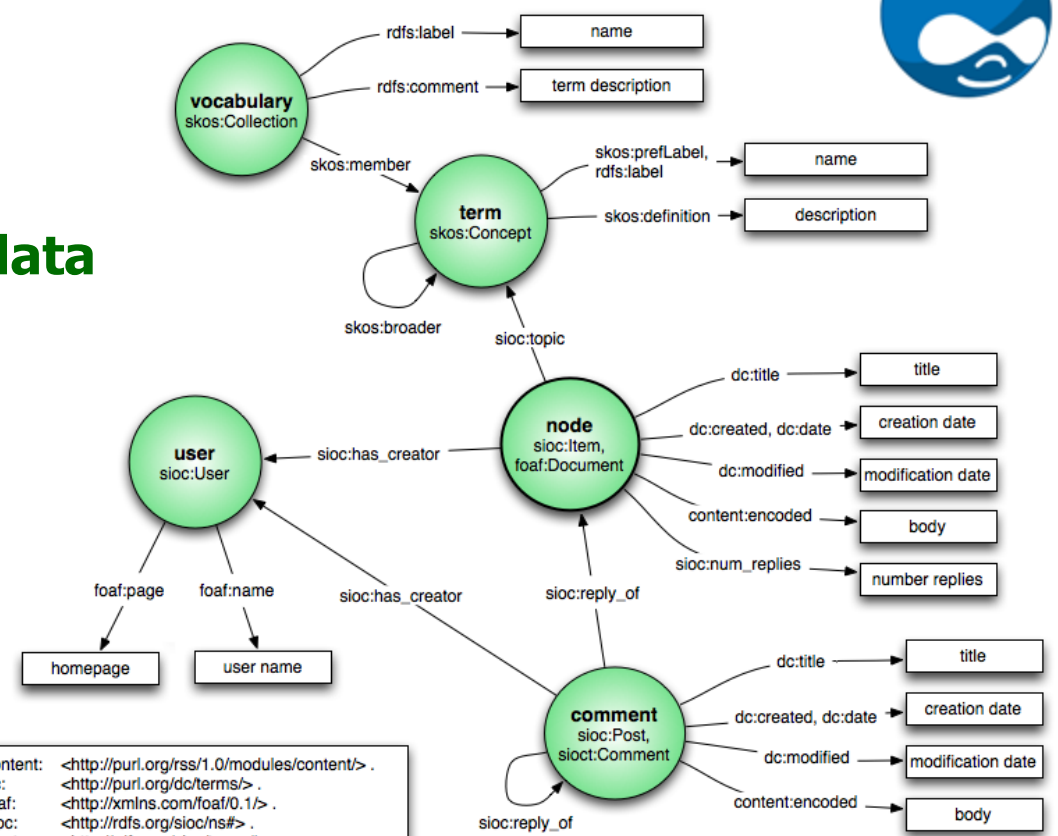 rdfs:label
name
vocabulary
skos:Collection
rdfs:comment
term description
skos:member
skos:prefLabel,
rdfs:label
name
term
skos:Concept
skos:definition
description
data
skos:broader
sioc:topic
dc:title
title
node
sioc:Item,
foaf:Document
dc:created, dc:date
creation date
dc:modified
modification date
content:encoded
body
sioc:num_replies
number replies
user
sioc:User
sioc:has_creator
foaf:page
foaf:name
homepage
user name
sioc:has_creator
sioc:reply_of
comment
sioc:Post,
sioct:Comment
dc:title
title
dc:created, dc:date
creation date
dc:modified
modification date
content:encoded
body
sioc:reply_of
ntent: <http://purl.org/rss/1.0/modules/content/> .
: <http://purl.org/dc/terms/> .
af: <http://xmlns.com/foaf/0.1/> .
oc: <http://rdfs.org/sioc/ns#> .